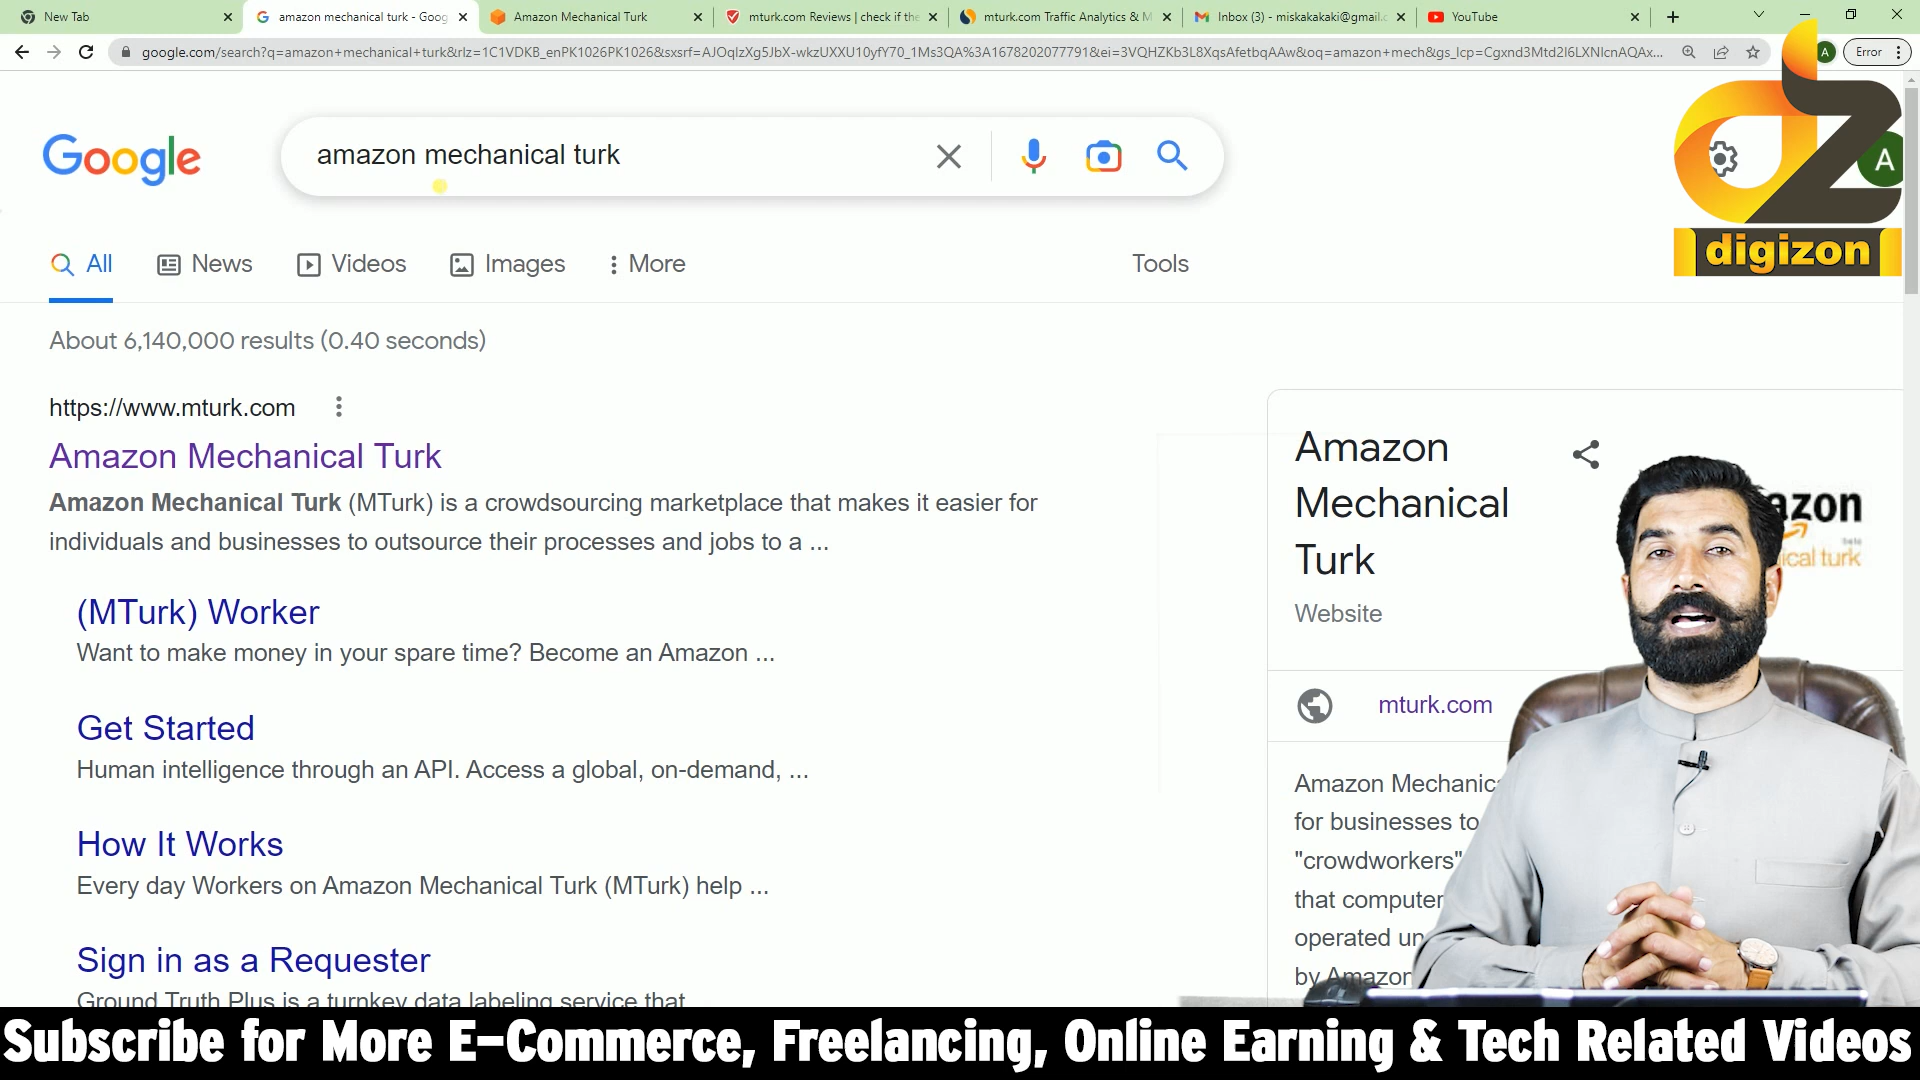 New Tab
amazon mechanical turk - Goog
Amazon Mechanical Turk
mturk.com Reviews | check if the
mturk.com Traffic Analytics & M
Inbox (3) - miskakakaki@gmail.c
YouTube
google.com/search?q=amazon+mechanical+turk&rlz=1C1VDKB_enPK1026PK1026&sxsrf=AJOqlzXg5JbX-wkzUXXU10yfY70_1Ms3QA%3A1678202077791&ei=3VQHZKb3L8XqsAfetbqAAw&oq=amazon+mech&gs_lcp=Cgxnd3Mtd2l6LXNlcnAQAx...
A
Error
Google
amazon mechanical turk
A
digizon
All
News
Videos
Images
More
Tools
About 6,140,000 results (0.40 seconds)
https://www.mturk.com
Amazon Mechanical Turk
Amazon Mechanical Turk (MTurk) is a crowdsourcing marketplace that makes it easier for
individuals and businesses to outsource their processes and jobs to a ...
(MTurk) Worker
Want to make money in your spare time? Become an Amazon ...
Get Started
Human intelligence through an API. Access a global, on-demand, ...
How It Works
Every day Workers on Amazon Mechanical Turk (MTurk) help ...
Sign in as a Requester
Ground Truth Plus is a turnkey data labeling service that
Amazon
Mechanical
Turk
Website
azon
beta
ical turk
mturk.com
Amazon Mechanic
for businesses to
"crowdworkers"
that computer
operated un
by Amazon
Subscribe for More E-Commerce, Freelancing, Online Earning & Tech Related Videos